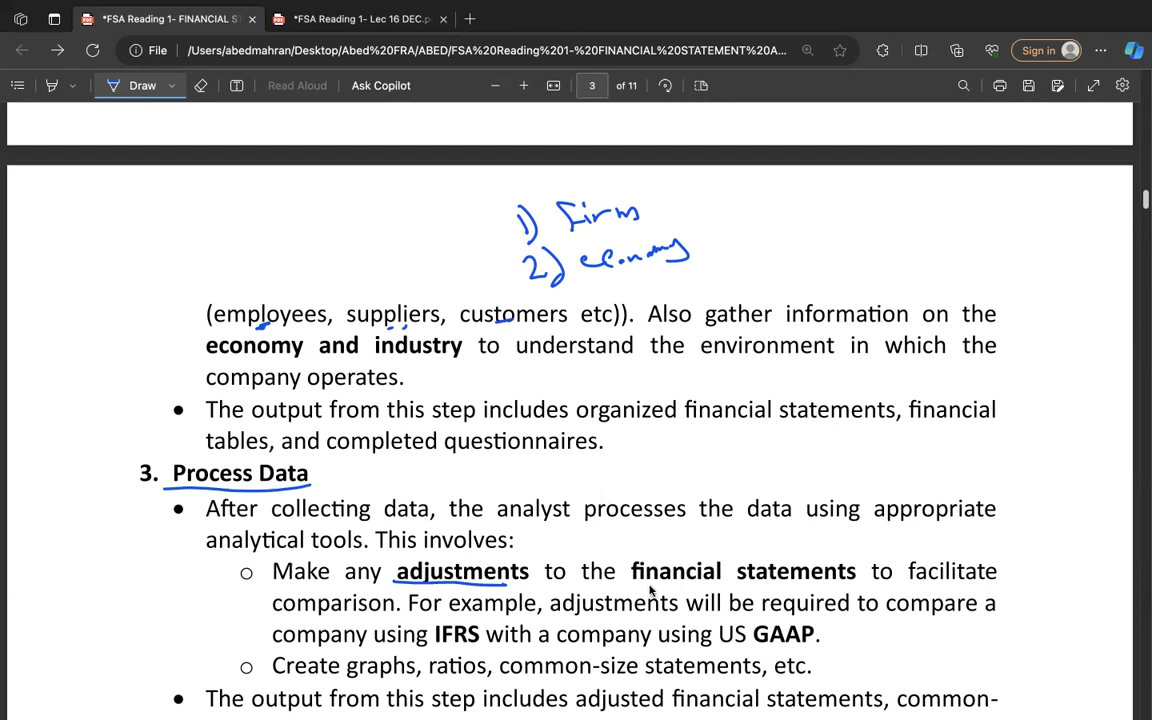 *FSA Reading 1- FINANCIAL S
*FSA Reading 1- Lec 16 DEC.p
File
/Users/abedmahran/Desktop/Abed%20FRA/ABED/FSA%20Reading%201-%20FINANCIAL%20STATEMENT%20A...
Sign in
Draw
Read Aloud
Ask Copilot
3 of 11
1) Firms
2) economy
(employees, suppliers, customers etc)). Also gather information on the
economy and industry to understand the environment in which the
company operates.
• The output from this step includes organized financial statements, financial
tables, and completed questionnaires.
3. Process Data
• After collecting data, the analyst processes the data using appropriate
analytical tools. This involves:
o Make any adjustments to the financial statements to facilitate
comparison. For example, adjustments will be required to compare a
company using IFRS with a company using US GAAP.
o Create graphs, ratios, common-size statements, etc.
• The output from this step includes adjusted financial statements, common-